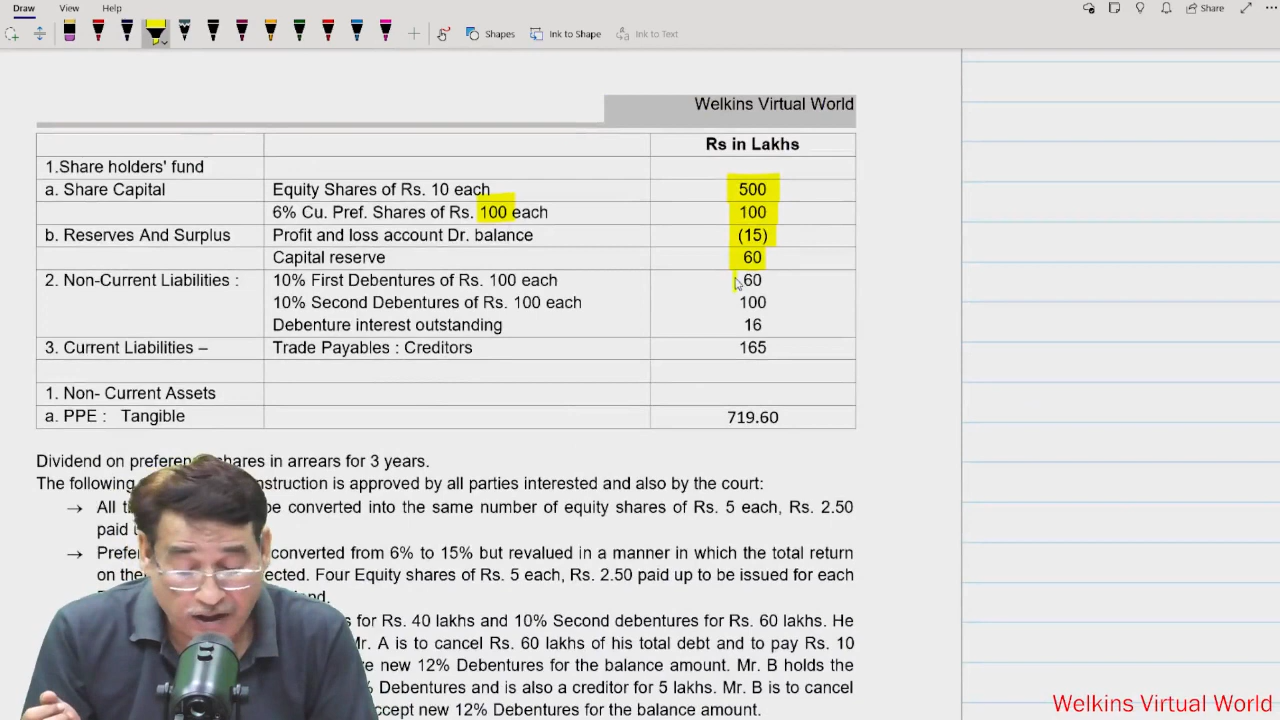 Draw View Help
Share
Shapes Ink to Shape Ink to Text
Welkins Virtual World
Rs in Lakhs
1.Share holders' fund
a. Share Capital Equity Shares of Rs. 10 each 500
6% Cu. Pref. Shares of Rs. 100 each 100
b. Reserves And Surplus Profit and loss account Dr. balance (15)
Capital reserve 60
2. Non-Current Liabilities : 10% First Debentures of Rs. 100 each 60
10% Second Debentures of Rs. 100 each 100
Debenture interest outstanding 16
3. Current Liabilities – Trade Payables : Creditors 165
1. Non- Current Assets
a. PPE : Tangible 719.60
Dividend on preference shares in arrears for 3 years.
The following struction is approved by all parties interested and also by the court:
→ All be converted into the same number of equity shares of Rs. 5 each, Rs. 2.50
paid
→ Prefer converted from 6% to 15% but revalued in a manner in which the total return
on the ected. Four Equity shares of Rs. 5 each, Rs. 2.50 paid up to be issued for each
nd.
s for Rs. 40 lakhs and 10% Second debentures for Rs. 60 lakhs. He
Mr. A is to cancel Rs. 60 lakhs of his total debt and to pay Rs. 10
new 12% Debentures for the balance amount. Mr. B holds the
Debentures and is also a creditor for 5 lakhs. Mr. B is to cancel
accept new 12% Debentures for the balance amount.
Welkins Virtual World